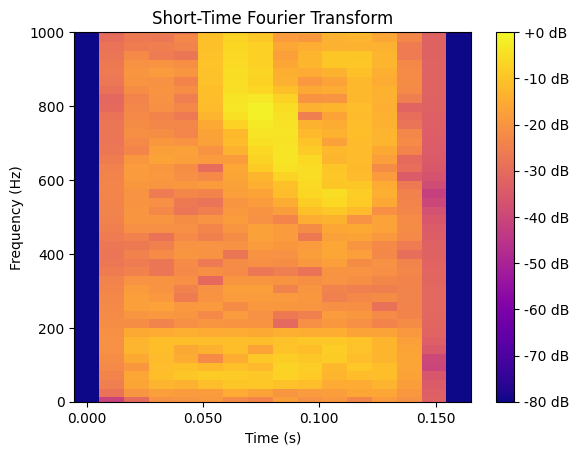 Short-Time Fourier Transform
Frequency (Hz)
1000
800
600
400
200
0
0.000
0.050
0.100
0.150
Time (s)
+0 dB
-10 dB
-20 dB
-30 dB
-40 dB
-50 dB
-60 dB
-70 dB
-80 dB